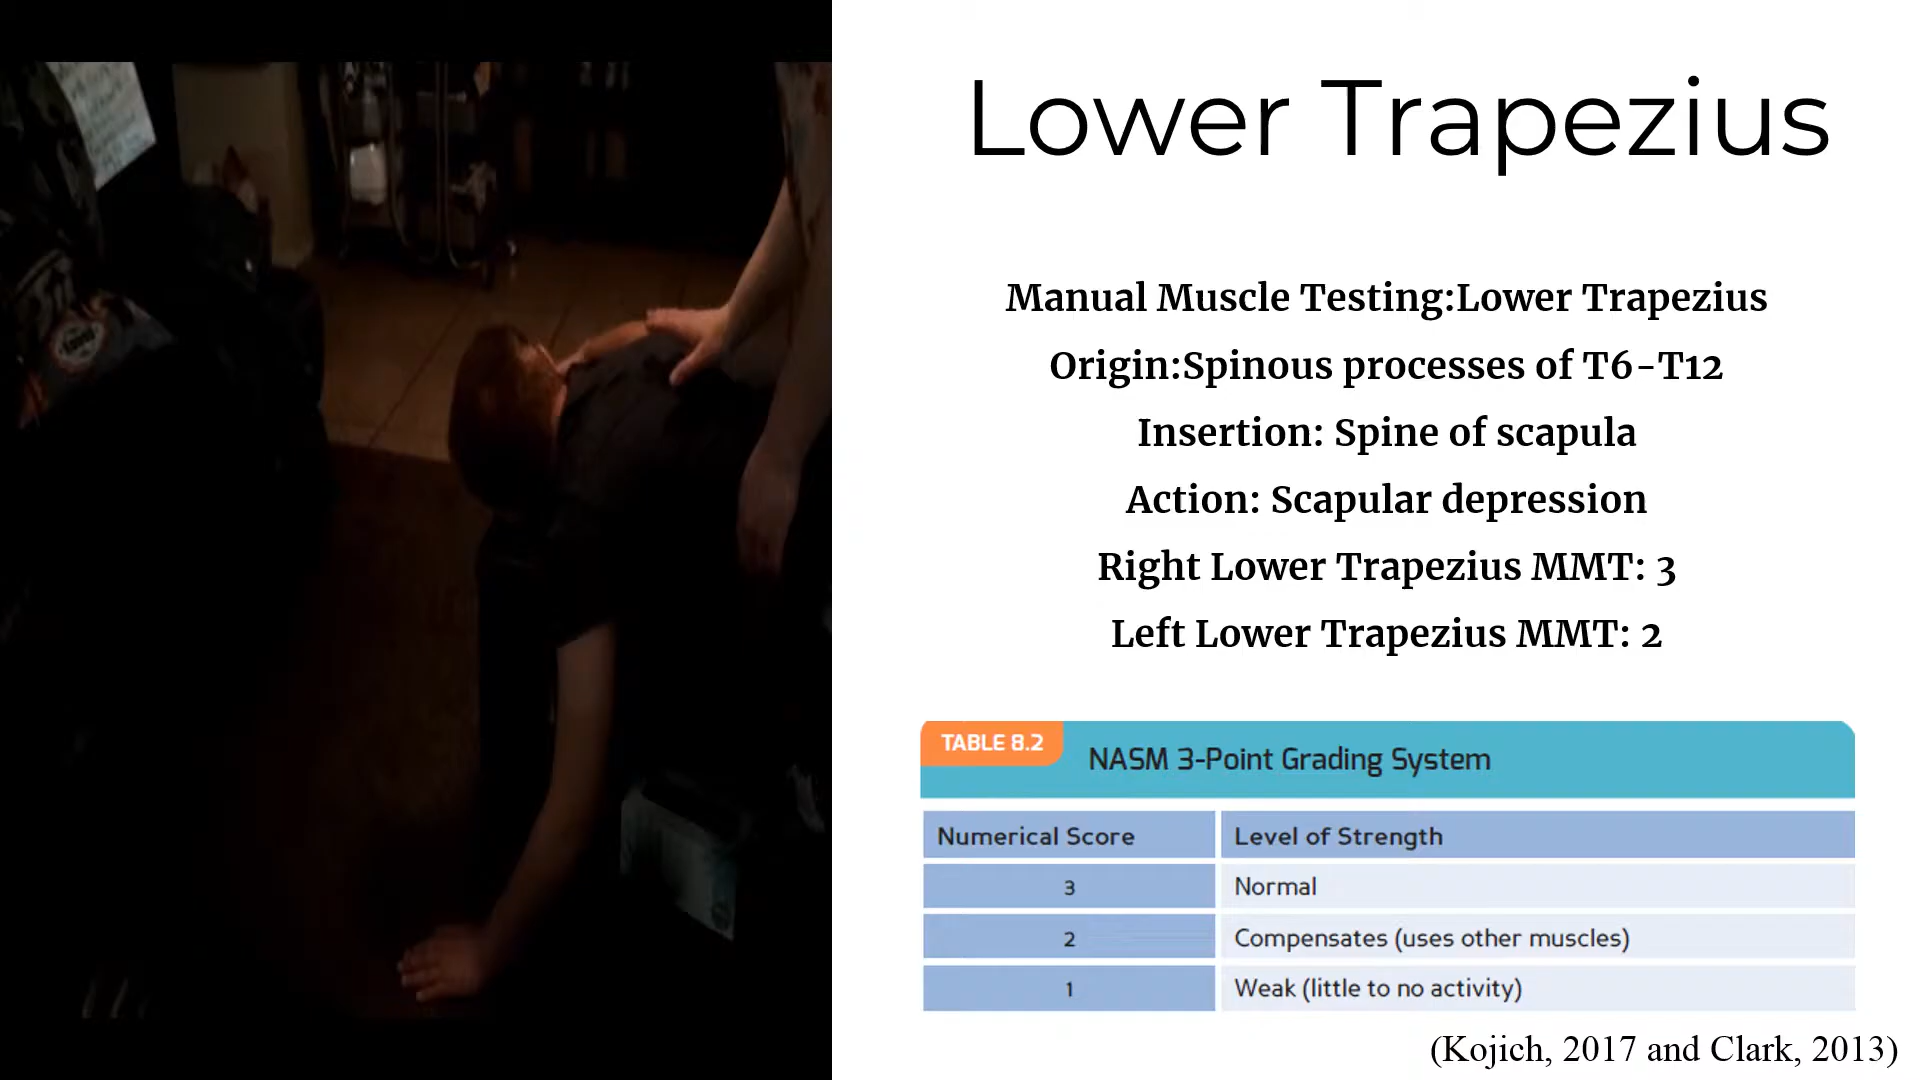 Lower Trapezius
Manual Muscle Testing:Lower Trapezius
Origin:Spinous processes of T6-T12
Insertion: Spine of scapula
Action: Scapular depression
Right Lower Trapezius MMT: 3
Left Lower Trapezius MMT: 2
TABLE 8.2
NASM 3-Point Grading System
Numerical Score Level of Strength
3 Normal
2 Compensates (uses other muscles)
1 Weak (little to no activity)
(Kojich, 2017 and Clark, 2013)